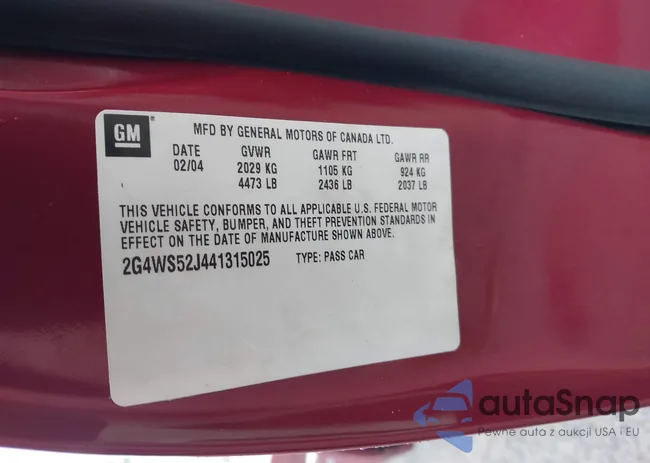 GM
MFD BY GENERAL MOTORS OF CANADA LTD.
DATE GVWR GAWR FRT GAWR RR
02/04 2029 KG 1105 KG 924 KG
4473 LB 2436 LB 2037 LB
THIS VEHICLE CONFORMS TO ALL APPLICABLE U.S. FEDERAL MOTOR
VEHICLE SAFETY, BUMPER, AND THEFT PREVENTION STANDARDS IN
EFFECT ON THE DATE OF MANUFACTURE SHOWN ABOVE.
2G4WS52J441315025 TYPE: PASS CAR
autoSnap
Pewne auta z aukcji USA i EU